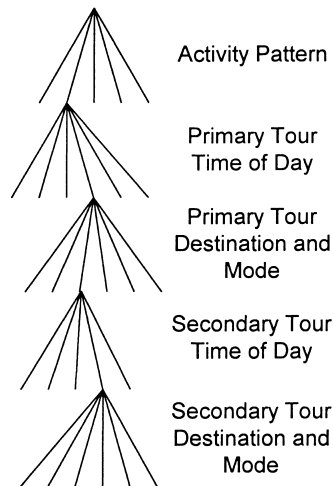 Activity Pattern
Primary Tour
Time of Day
Primary Tour
Destination and
Mode
Secondary Tour
Time of Day
Secondary Tour
Destination and
Mode